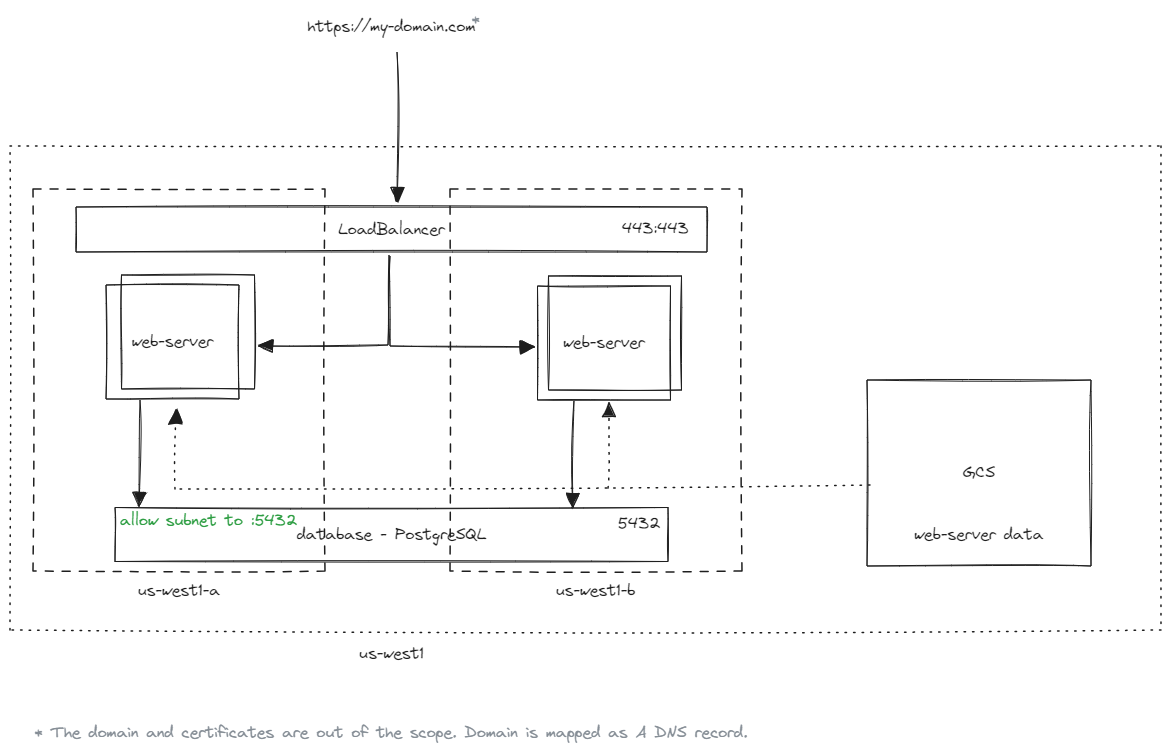 https://my-domain.com*
LoadBalancer
443:443
web-server
web-server
GCS
web-server data
allow subnet to :5432
5432
database - PostgreSQL
us-west1-a
us-west1-b
us-west1
* The domain and certificates are out of the scope. Domain is mapped as A DNS record.